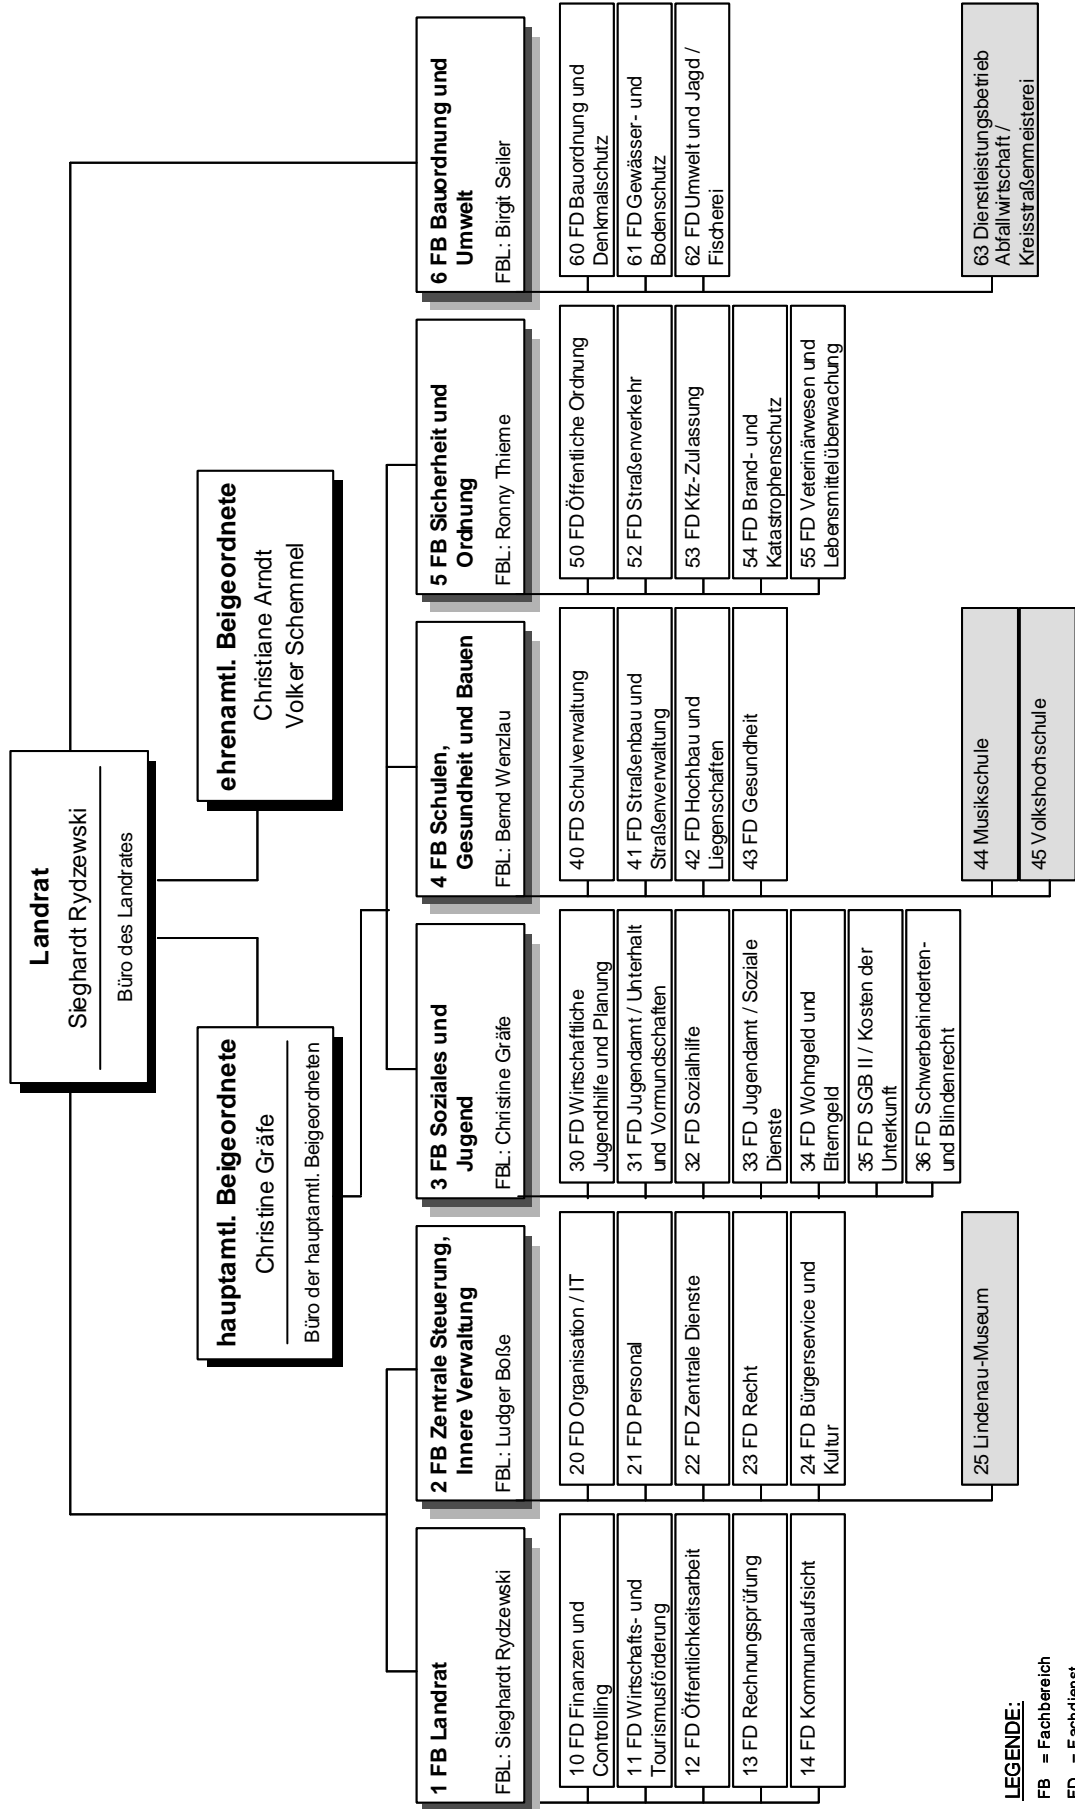 Landrat
Sieghardt Rydzewski
Büro des Landrates
hauptamtl. Beigeordnete
Christine Gräfe
Büro der hauptamtl. Beigeordneten
ehrenamtl. Beigeordnete
Christiane Arndt
Volker Schemmel
1 FB Landrat
FBL: Sieghardt Rydzewski
10 FD Finanzen und
Controlling
11 FD Wirtschafts- und
Tourismusförderung
12 FD Öffentlichkeitsarbeit
13 FD Rechnungsprüfung
14 FD Kommunalaufsicht
2 FB Zentrale Steuerung,
Innere Verwaltung
FBL: Ludger Boße
20 FD Organisation / IT
21 FD Personal
22 FD Zentrale Dienste
23 FD Recht
24 FD Bürgerservice und
Kultur
25 Lindenau-Museum
3 FB Soziales und
Jugend
FBL: Christine Gräfe
30 FD Wirtschaftliche
Jugendhilfe und Planung
31 FD Jugendamt / Unterhalt
und Vormundschaften
32 FD Sozialhilfe
33 FD Jugendamt / Soziale
Dienste
34 FD Wohngeld und
Elterngeld
35 FD SGB II / Kosten der
Unterkunft
36 FD Schwerbehinderten-
und Blindenrecht
4 FB Schulen,
Gesundheit und Bauen
FBL: Bernd Wenzlau
40 FD Schulverwaltung
41 FD Straßenbau und
Straßenverwaltung
42 FD Hochbau und
Liegenschaften
43 FD Gesundheit
44 Musikschule
45 Volkshochschule
5 FB Sicherheit und
Ordnung
FBL: Ronny Thieme
50 FD Öffentliche Ordnung
52 FD Straßenverkehr
53 FD Kfz-Zulassung
54 FD Brand- und
Katastrophenschutz
55 FD Veterinärwesen und
Lebensmittelüberwachung
6 FB Bauordnung und
Umwelt
FBL: Birgit Seiler
60 FD Bauordnung und
Denkmalschutz
61 FD Gewässer- und
Bodenschutz
62 FD Umwelt und Jagd /
Fischerei
63 Dienstleistungsbetrieb
Abfallwirtschaft /
Kreisstraßenmeisterei
LEGENDE:
FB = Fachbereich
FD = Fachdienst